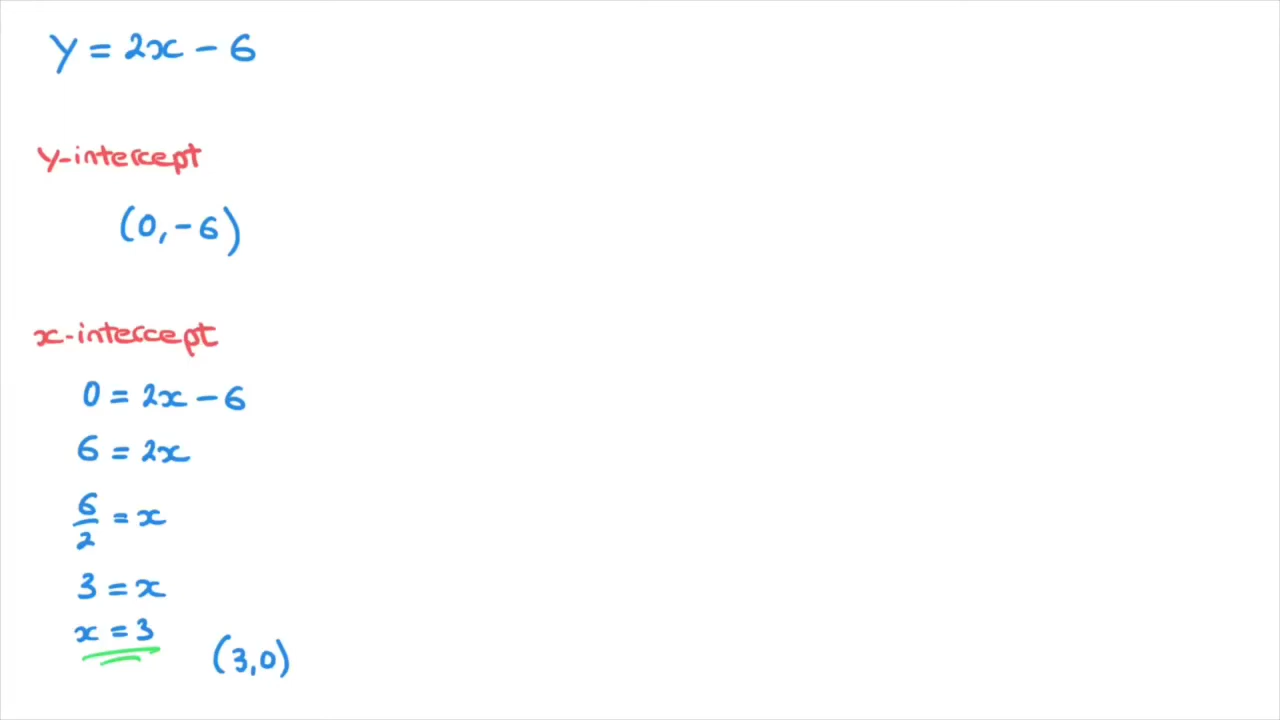 y = 2x - 6
y-intercept
(0, -6)
x-intercept
0 = 2x - 6
6 = 2x
6/2 = x
3 = x
x = 3
(3,0)